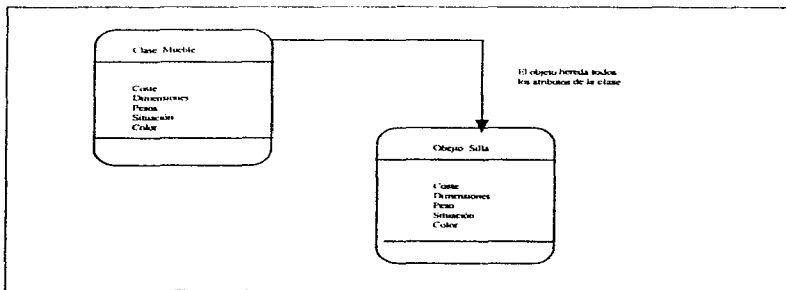 Clase Mueble
Coste
Dimensiones
Pesos
Situación
Color
El objeto hereda todos
los atributos de la clase
Objeto Silla
Coste
Dimensiones
Peso
Situación
Color